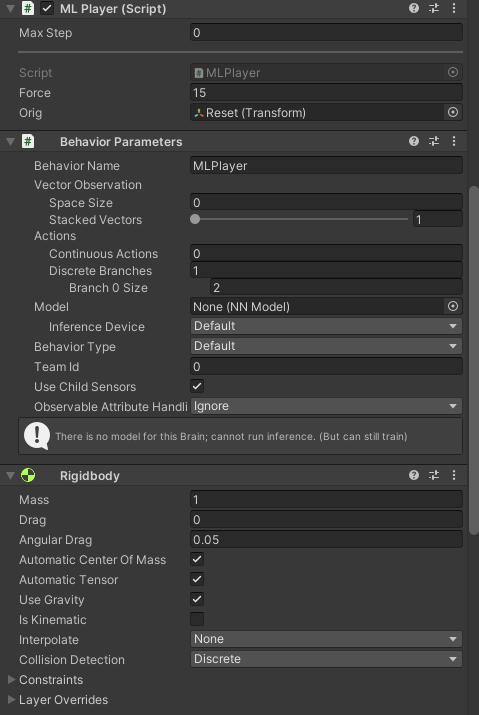 ML Player (Script)
Max Step 0
Script MLPlayer
Force 15
Orig Reset (Transform)
Behavior Parameters
Behavior Name MLPlayer
Vector Observation
Space Size 0
Stacked Vectors 1
Actions
Continuous Actions 0
Discrete Branches 1
Branch 0 Size 2
Model None (NN Model)
Inference Device Default
Behavior Type Default
Team Id 0
Use Child Sensors
Observable Attribute Handli Ignore
There is no model for this Brain; cannot run inference. (But can still train)
Rigidbody
Mass 1
Drag 0
Angular Drag 0.05
Automatic Center Of Mass
Automatic Tensor
Use Gravity
Is Kinematic
Interpolate None
Collision Detection Discrete
Constraints
Layer Overrides